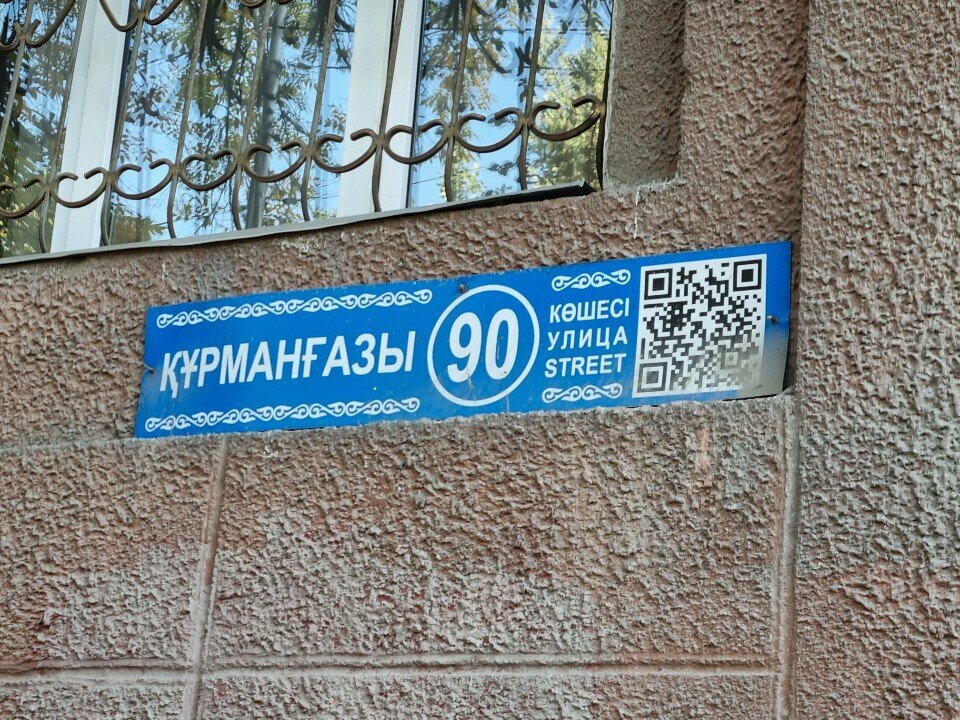 ҚҰРМАНҒАЗЫ
90
КӨШЕСІ
УЛИЦА
STREET